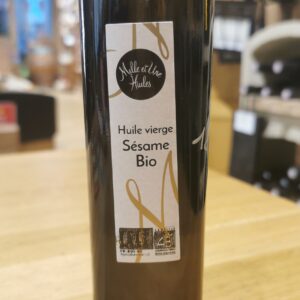 Mille et Une
Huiles
Huile vierge
Sésame
Bio